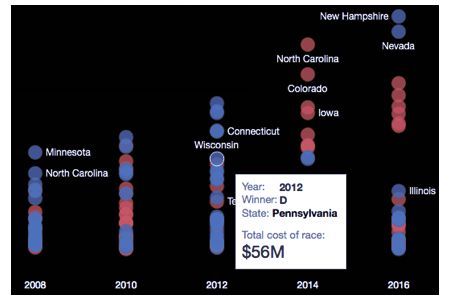 New Hampshire
Nevada
North Carolina
Colorado
Iowa
Connecticut
Wisconsin
Minnesota
North Carolina
Illinois
Year: 2012
Winner: D
State: Pennsylvania
Total cost of race:
$56M
2008 2010 2012 2014 2016